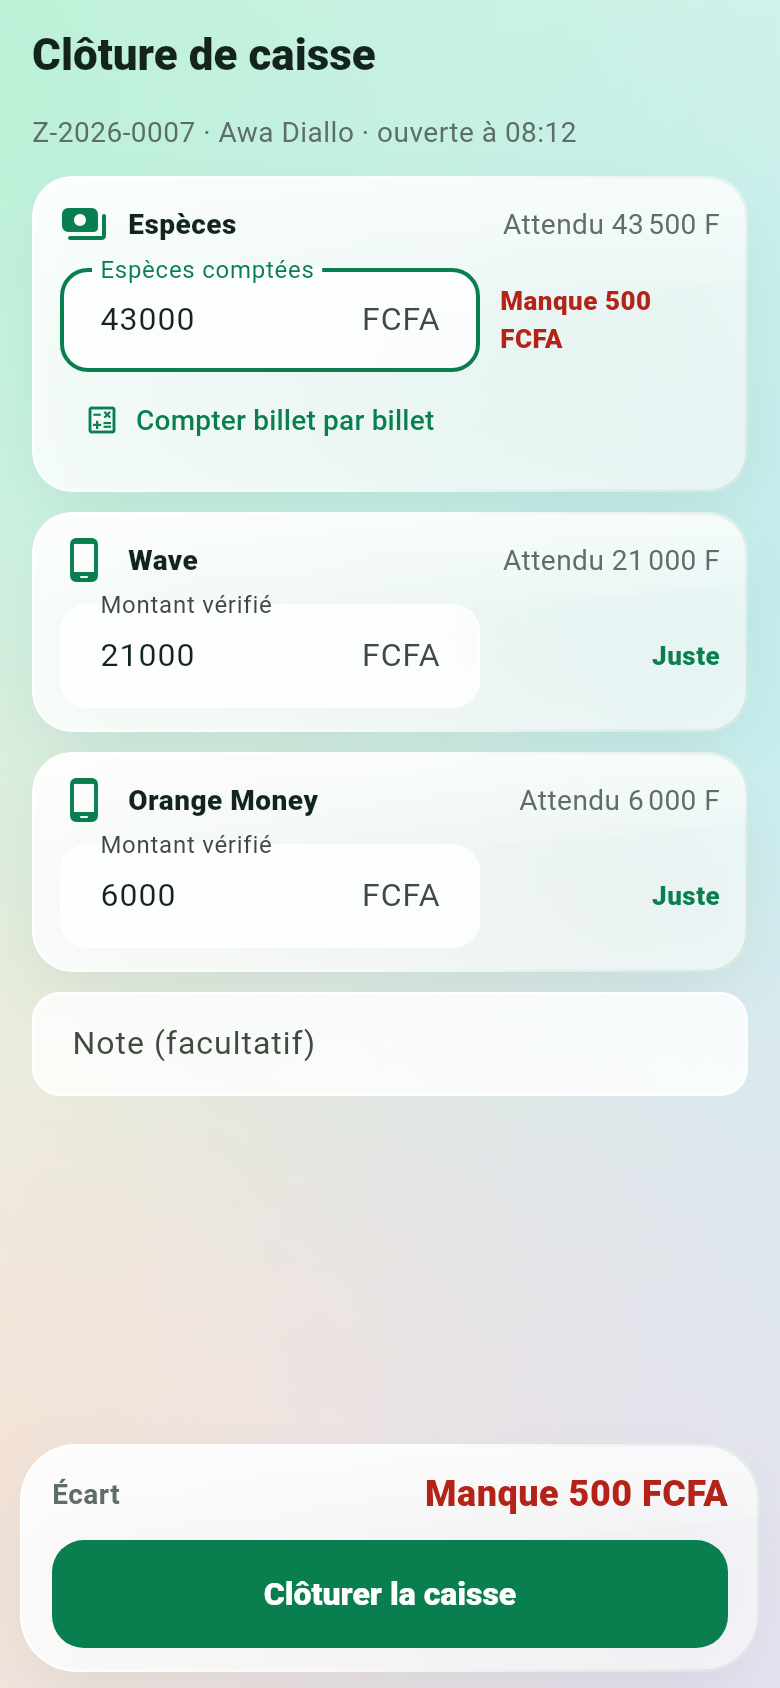 Clôture de caisse
Z-2026-0007 · Awa Diallo · ouverte à 08:12
Espèces
Attendu 43 500 F
Espèces comptées
43000 FCFA
Manque 500
FCFA
Compter billet par billet
Wave
Attendu 21 000 F
Montant vérifié
21000 FCFA
Juste
Orange Money
Attendu 6 000 F
Montant vérifié
6000 FCFA
Juste
Note (facultatif)
Écart
Manque 500 FCFA
Clôturer la caisse